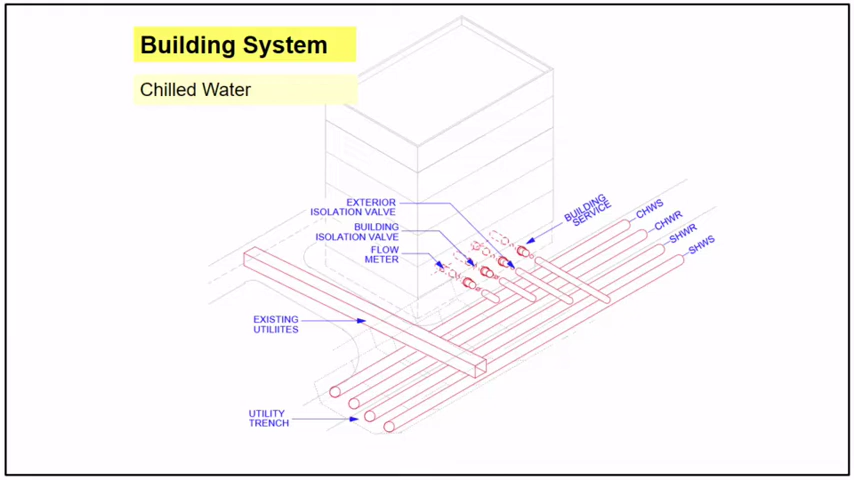 Building System
Chilled Water
EXTERIOR
ISOLATION VALVE
BUILDING
ISOLATION VALVE
FLOW
METER
BUILDING
SERVICE
CHWS
CHWR
SHWR
SHWS
EXISTING
UTILIITES
UTILITY
TRENCH